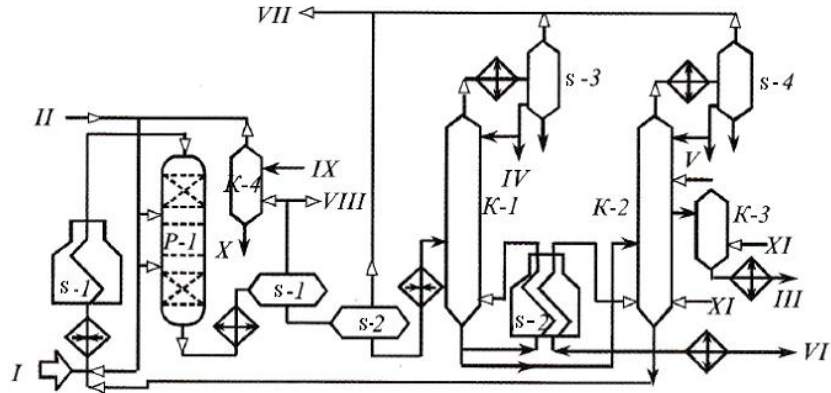 VII
s-3
s-4
II
IX
K-4
IV
V
VIII
K-1
K-2
K-3
P-1
X
XI
s-1
s-1
III
s-2
s-2
XI
I
VI